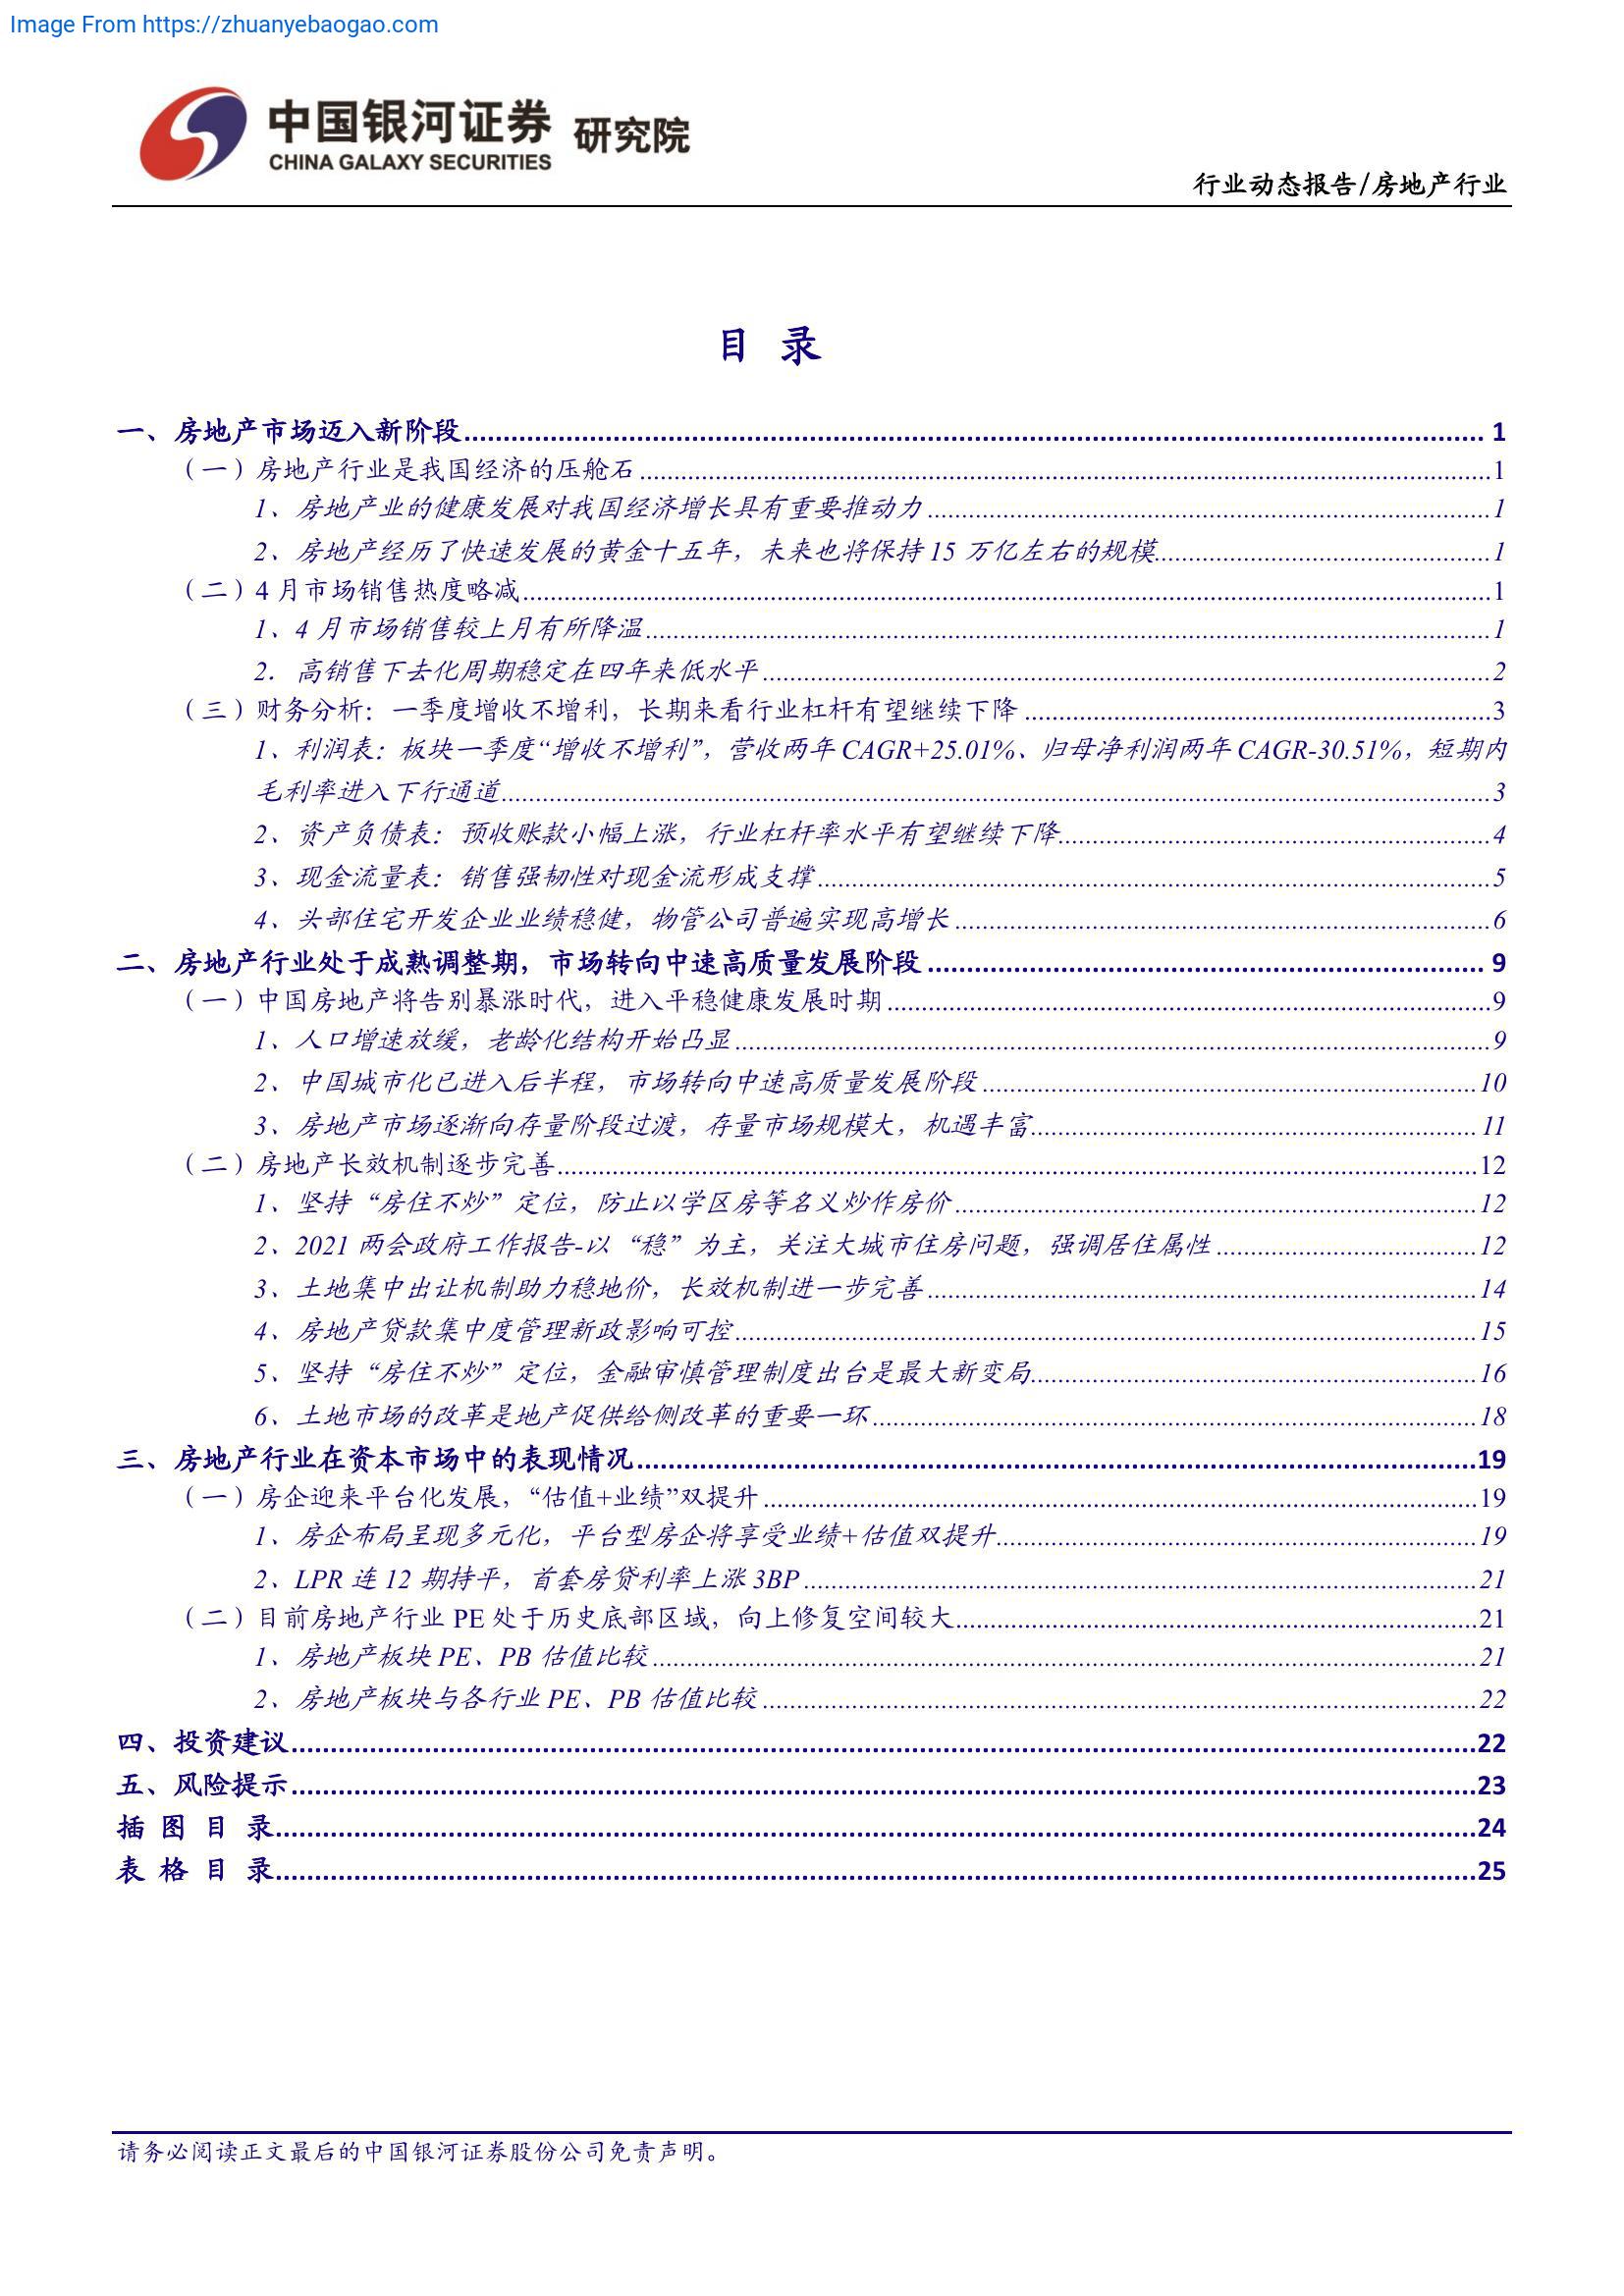 Image From https://zhuanyebaogao.com
中国银河证券 研究院
CHINA GALAXY SECURITIES
行业动态报告/房地产行业
目 录
一、房地产市场迈入新阶段 1
（一）房地产行业是我国经济的压舱石 1
1、房地产业的健康发展对我国经济增长具有重要推动力 1
2、房地产经历了快速发展的黄金十五年，未来也将保持 15 万亿左右的规模 1
（二）4 月市场销售热度略减 1
1、4 月市场销售较上月有所降温 1
2．高销售下去化周期稳定在四年来低水平 2
（三）财务分析：一季度增收不增利，长期来看行业杠杆有望继续下降 3
1、利润表：板块一季度“增收不增利”，营收两年 CAGR+25.01%、归母净利润两年 CAGR-30.51%，短期内
毛利率进入下行通道 3
2、资产负债表：预收账款小幅上涨，行业杠杆率水平有望继续下降 4
3、现金流量表：销售强韧性对现金流形成支撑 5
4、头部住宅开发企业业绩稳健，物管公司普遍实现高增长 6
二、房地产行业处于成熟调整期，市场转向中速高质量发展阶段 9
（一）中国房地产将告别暴涨时代，进入平稳健康发展时期 9
1、人口增速放缓，老龄化结构开始凸显 9
2、中国城市化已进入后半程，市场转向中速高质量发展阶段 10
3、房地产市场逐渐向存量阶段过渡，存量市场规模大，机遇丰富 11
（二）房地产长效机制逐步完善 12
1、坚持“房住不炒”定位，防止以学区房等名义炒作房价 12
2、2021 两会政府工作报告-以“稳”为主，关注大城市住房问题，强调居住属性 12
3、土地集中出让机制助力稳地价，长效机制进一步完善 14
4、房地产贷款集中度管理新政影响可控 15
5、坚持“房住不炒”定位，金融审慎管理制度出台是最大新变局 16
6、土地市场的改革是地产促供给侧改革的重要一环 18
三、房地产行业在资本市场中的表现情况 19
（一）房企迎来平台化发展，“估值+业绩”双提升 19
1、房企布局呈现多元化，平台型房企将享受业绩+估值双提升 19
2、LPR 连 12 期持平，首套房贷利率上涨 3BP 21
（二）目前房地产行业 PE 处于历史底部区域，向上修复空间较大 21
1、房地产板块 PE、PB 估值比较 21
2、房地产板块与各行业 PE、PB 估值比较 22
四、投资建议 22
五、风险提示 23
插 图 目 录 24
表 格 目 录 25
请务必阅读正文最后的中国银河证券股份公司免责声明。